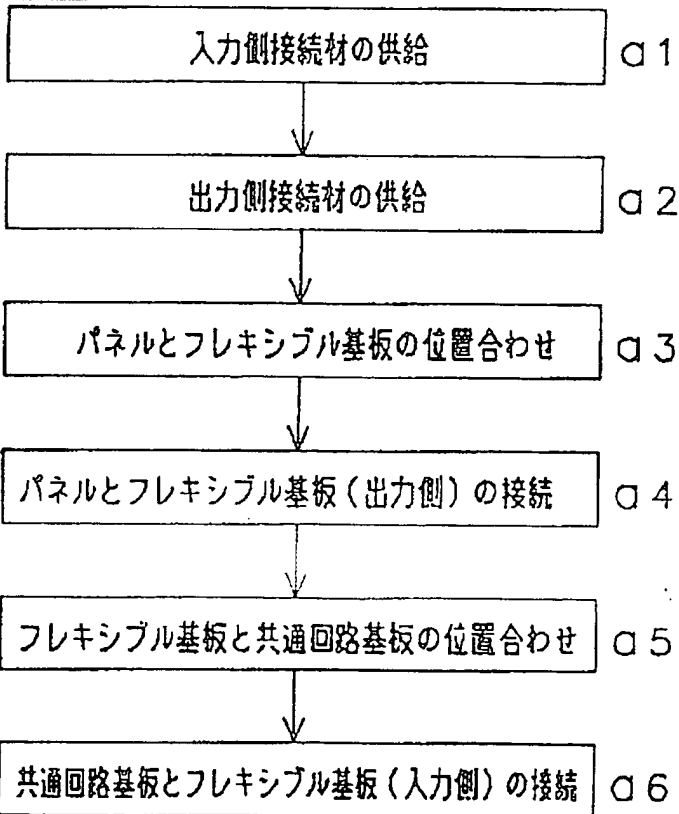 入力側接続材の供給 a1
出力側接続材の供給 a2
パネルとフレキシブル基板の位置合わせ a3
パネルとフレキシブル基板(出力側)の接続 a4
フレキシブル基板と共通回路基板の位置合わせ a5
共通回路基板とフレキシブル基板(入力側)の接続 a6